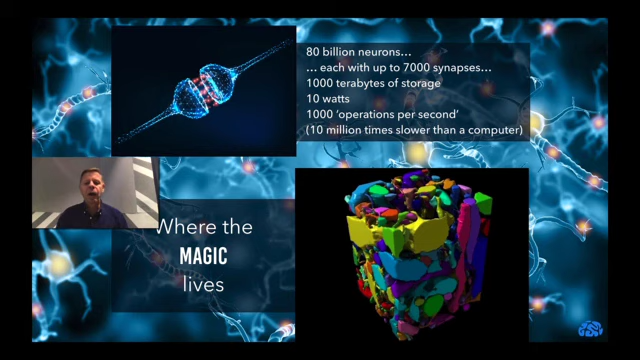 80 billion neurons...
... each with up to 7000 synapses...
1000 terabytes of storage
10 watts
1000 'operations per second'
(10 million times slower than a computer)
Where the
MAGIC
lives